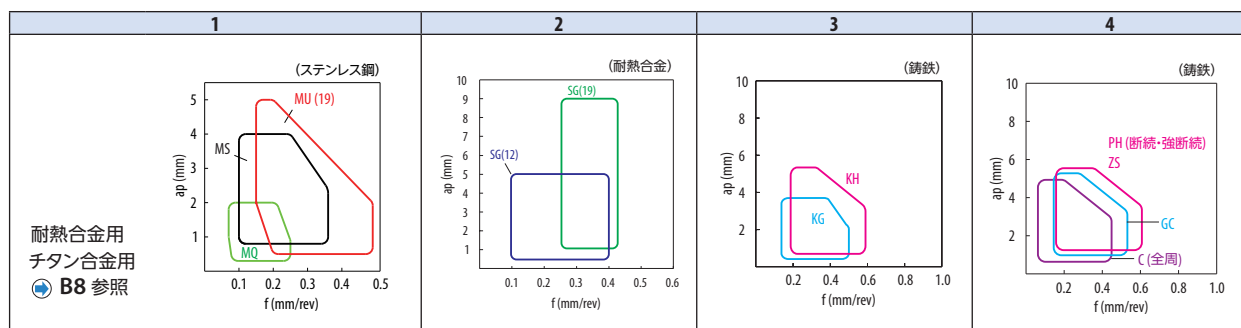 1
2
3
4
耐熱合金用
チタン合金用
B8 参照
(ステンレス鋼)
5
4
3
2
1
ap (mm)
MU (19)
MS
MQ
0.1 0.2 0.3 0.4 0.5
f (mm/rev)
(耐熱合金)
10
9
8
7
6
5
4
3
2
1
ap (mm)
SG(19)
SG(12)
0.1 0.2 0.3 0.4 0.5 0.6
f (mm/rev)
(鋳鉄)
10
8
6
4
2
ap (mm)
KH
KG
0.2 0.4 0.6 0.8 1.0
f (mm/rev)
(鋳鉄)
10
8
6
4
2
ap (mm)
PH (断続・強断続)
ZS
GC
C (全周)
0.2 0.4 0.6 0.8 1.0
f (mm/rev)